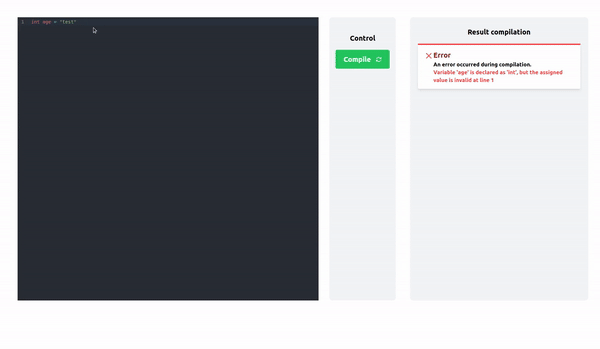 1 int age = "test"
Control
Compile
Result compilation
Error
An error occurred during compilation.
Variable 'age' is declared as 'int', but the assigned
value is invalid at line 1